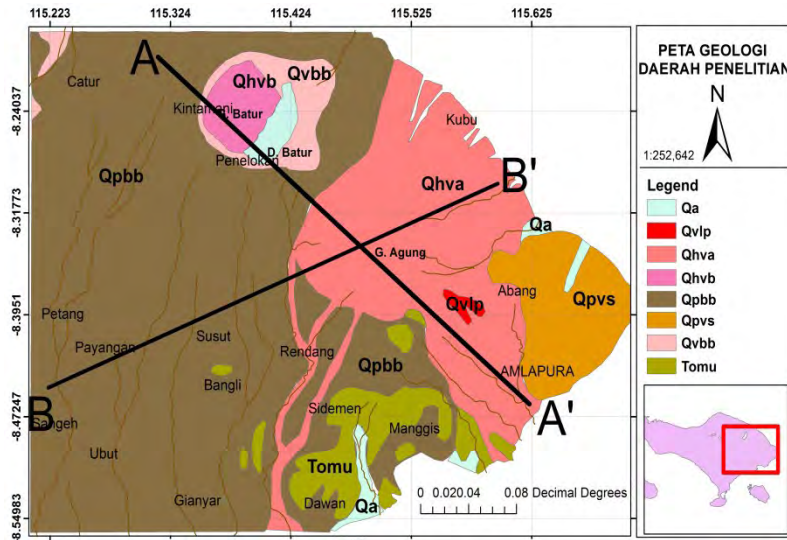 115.223 115.324 115.424 115.525 115.625
-8.24037
-8.31773
-8.3951
-8.47247
-8.54983
A
Catur
Qhvb
Qvbb
Kintamani
G. Batur
D. Batur
Penelokan
Kubu
Qpbb
Qhva
B'
Qa
G. Agung
Abang
Qvlp
Qpvs
Petang
Payangan
Susut
Rendang
Qpbb
Bangli
AMLAPURA
B
Sangeh
Sidemen
Manggis
A'
Ubut
Tomu
Gianyar
Dawan
Qa
0 0.020.04 0.08 Decimal Degrees
PETA GEOLOGI
DAERAH PENELITIAN
N
1:252,642
Legend
Qa
Qvlp
Qhva
Qhvb
Qpbb
Qpvs
Qvbb
Tomu